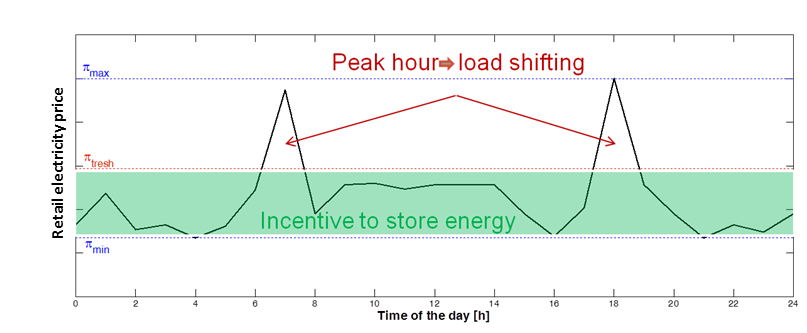 Peak hour⇒load shifting
πmax
Retail electricity price
πtresh
Incentive to store energy
πmin
0 2 4 6 8 10 12 14 16 18 20 22 24
Time of the day [h]